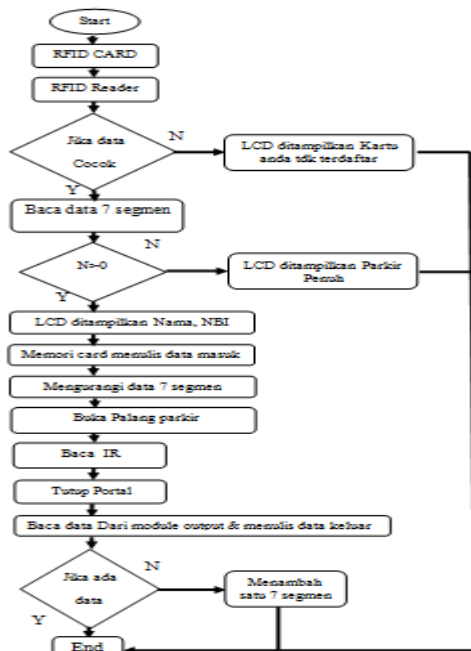 Start
RFID CARD
RFID Reader
Jika data
Cocok
N
LCD ditampilkan Kartu
anda tdk terdaftar
Y
Baca data 7 segmen
N
N>-0
LCD ditampilkan Parkir
Penuh
Y
LCD ditampilkan Nama, NBI
Memori card menulis data masuk
Mengurangi data 7 segmen
Buka Palang parkir
Baca IR
Tutup Portal
Baca data Dari module output & menulis data keluar
Jika ada
data
N
Menambah
satu 7 segmen
Y
End